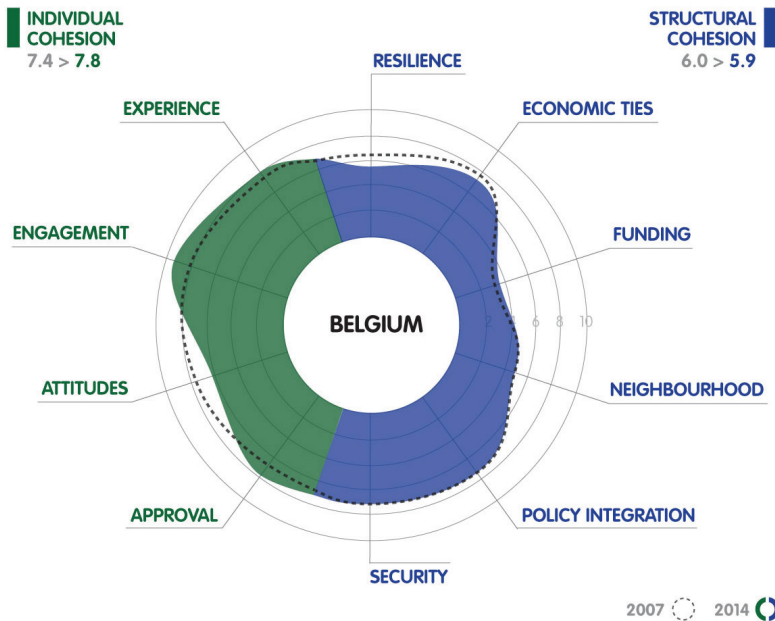 INDIVIDUAL
COHESION
7.4 > 7.8
STRUCTURAL
COHESION
6.0 > 5.9
RESILIENCE
EXPERIENCE
ECONOMIC TIES
ENGAGEMENT
FUNDING
BELGIUM
2 4 6 8 10
ATTITUDES
NEIGHBOURHOOD
APPROVAL
POLICY INTEGRATION
SECURITY
2007 2014